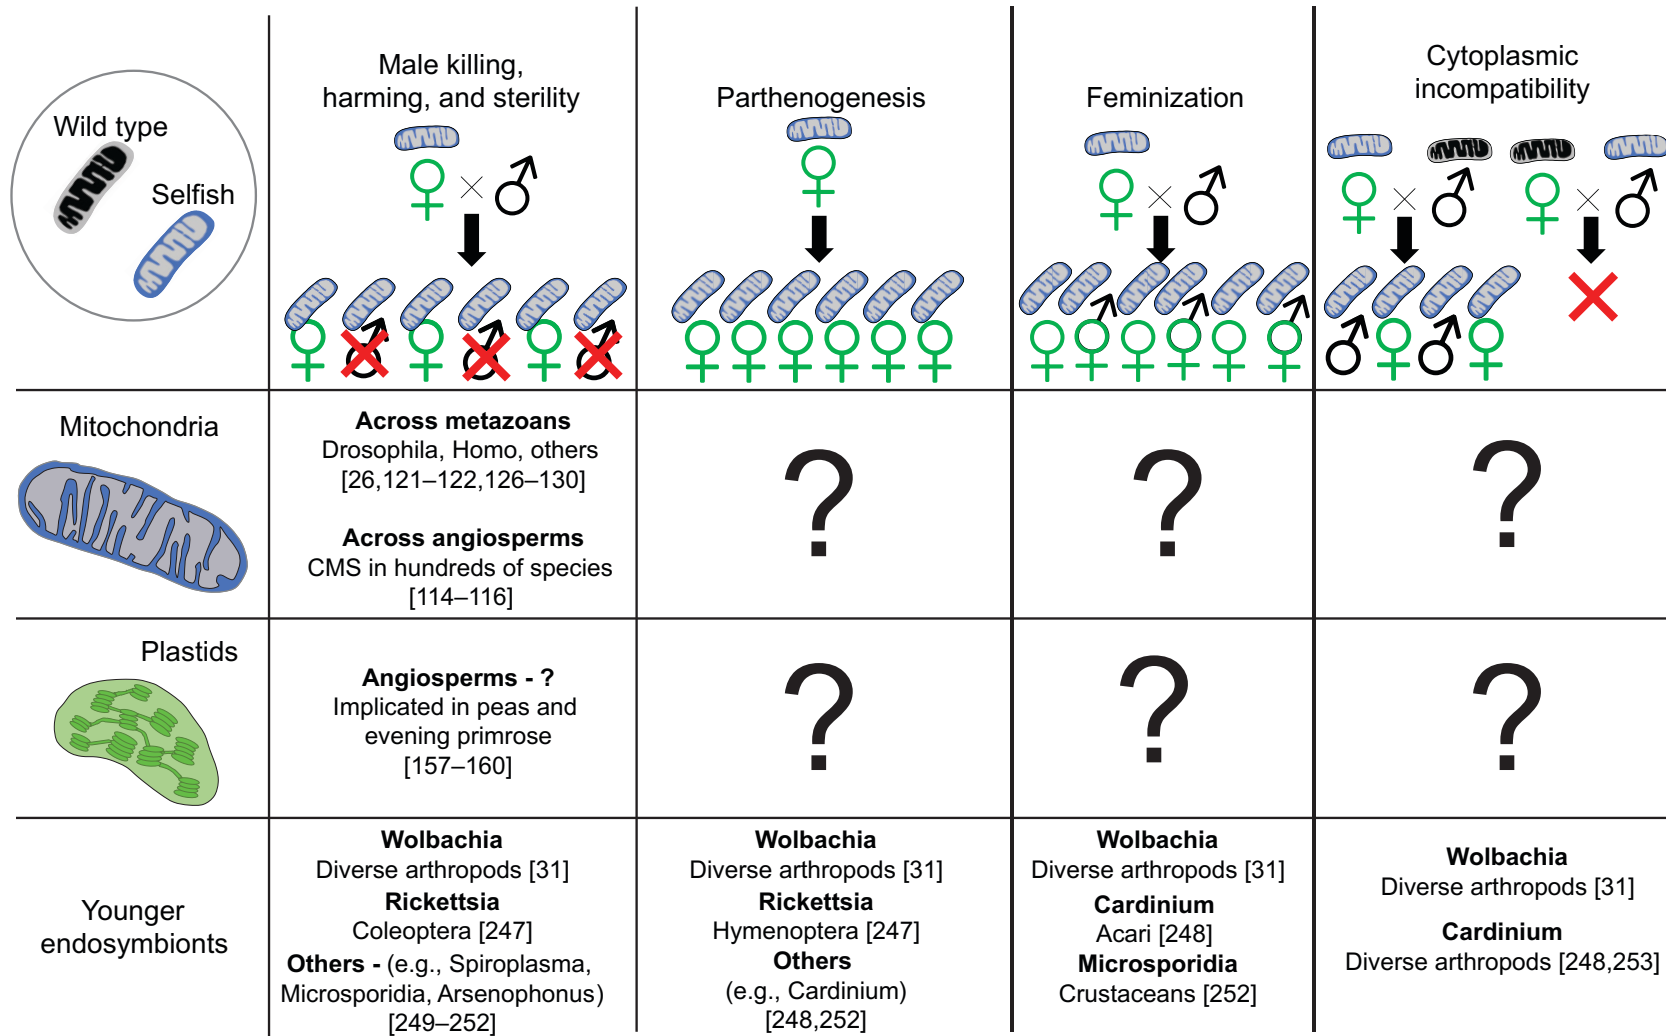 Wild type
Selfish
Male killing,
harming, and sterility
Parthenogenesis
Feminization
Cytoplasmic
incompatibility
Mitochondria
Across metazoans
Drosophila, Homo, others
[26,121–122,126–130]
Across angiosperms
CMS in hundreds of species
[114–116]
?
?
?
Plastids
Angiosperms - ?
Implicated in peas and
evening primrose
[157–160]
?
?
?
Younger
endosymbionts
Wolbachia
Diverse arthropods [31]
Rickettsia
Coleoptera [247]
Others - (e.g., Spiroplasma,
Microsporidia, Arsenophonus)
[249–252]
Wolbachia
Diverse arthropods [31]
Rickettsia
Hymenoptera [247]
Others
(e.g., Cardinium)
[248,252]
Wolbachia
Diverse arthropods [31]
Cardinium
Acari [248]
Microsporidia
Crustaceans [252]
Wolbachia
Diverse arthropods [31]
Cardinium
Diverse arthropods [248,253]